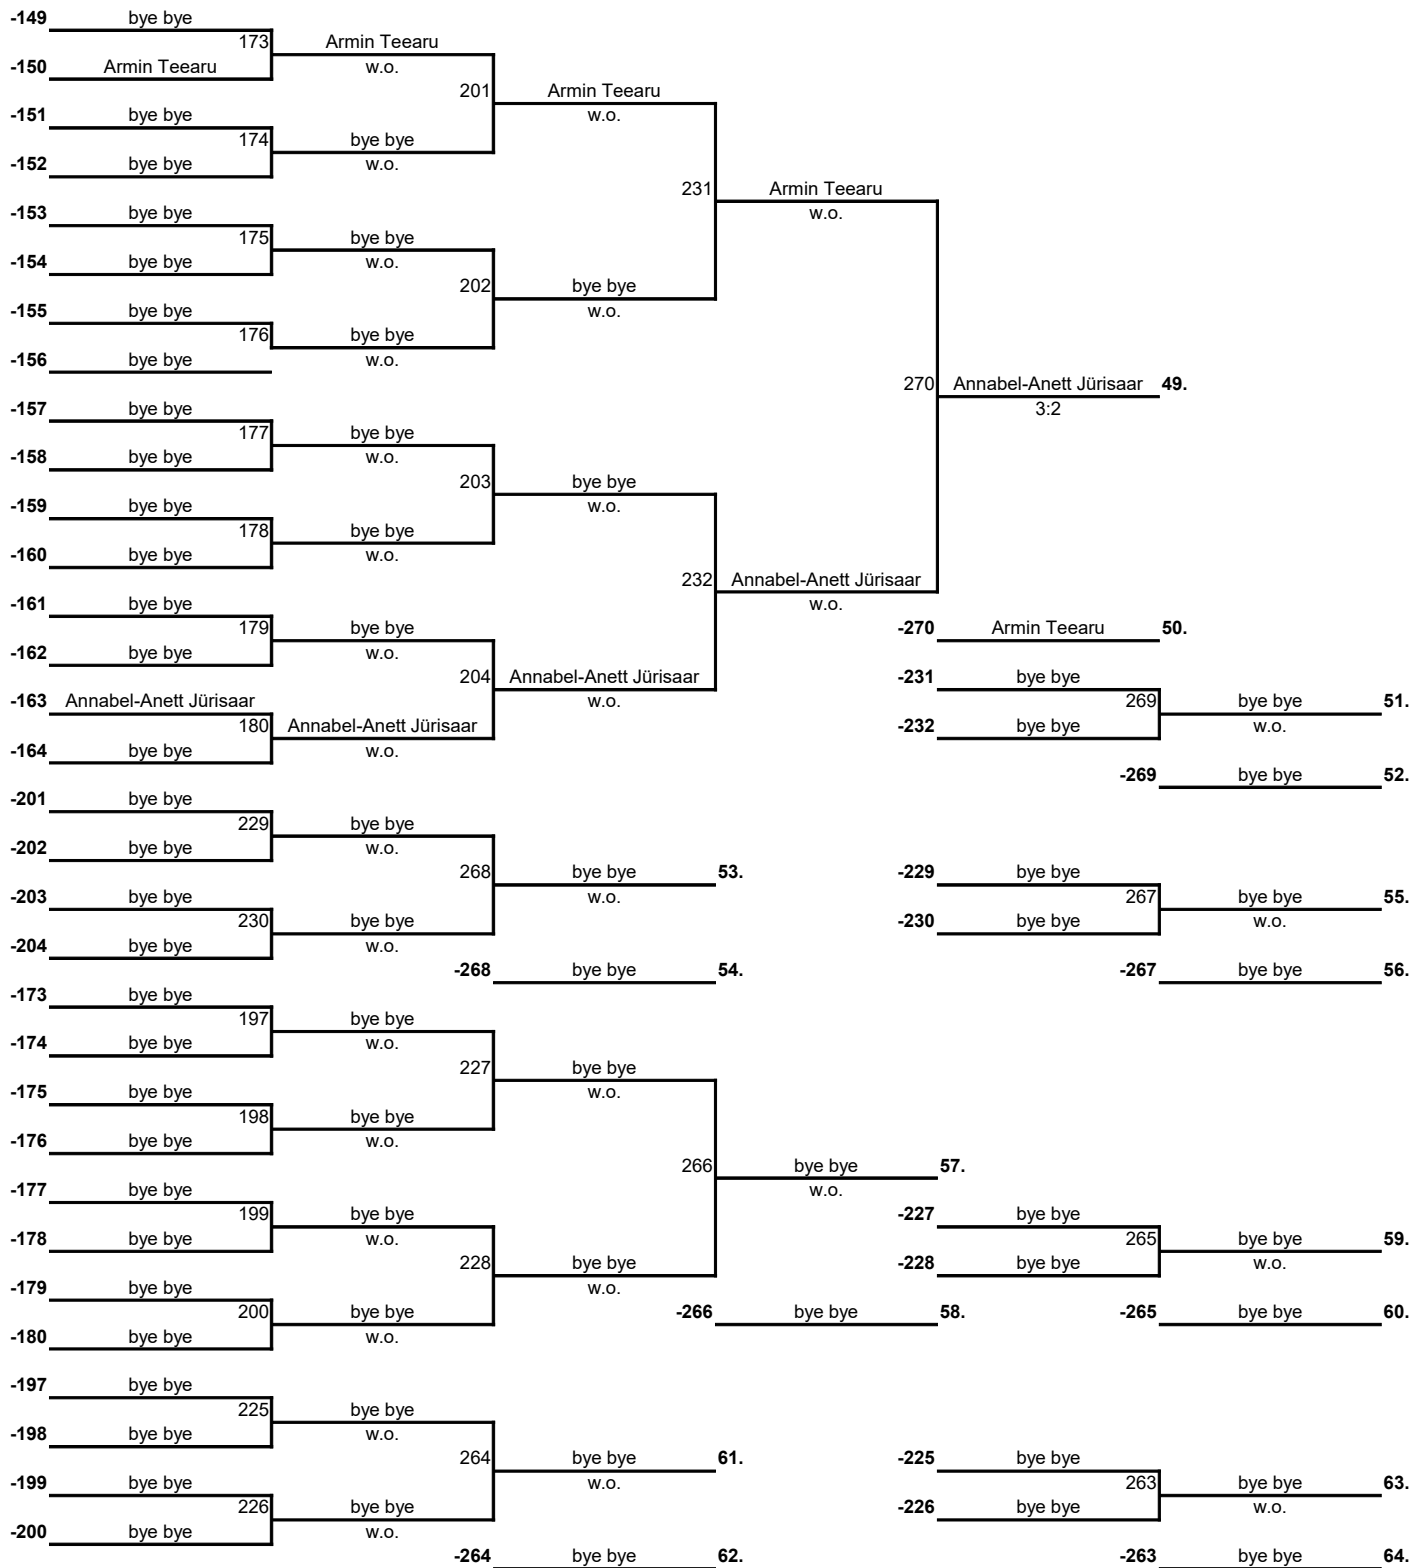 -149 bye bye
173 Armin Teearu
-150 Armin Teearu w.o.
201 Armin Teearu
-151 bye bye w.o.
174 bye bye
-152 bye bye w.o.
231 Armin Teearu
-153 bye bye w.o.
175 bye bye
-154 bye bye w.o.
202 bye bye
-155 bye bye w.o.
176 bye bye
-156 bye bye w.o.
270 Annabel-Anett Jürisaar 49.
-157 bye bye 3:2
177 bye bye
-158 bye bye w.o.
203 bye bye
-159 bye bye w.o.
178 bye bye
-160 bye bye w.o.
232 Annabel-Anett Jürisaar
-161 bye bye w.o.
179 bye bye -270 Armin Teearu 50.
-162 bye bye w.o.
204 Annabel-Anett Jürisaar -231 bye bye
-163 Annabel-Anett Jürisaar w.o. 269 bye bye 51.
180 Annabel-Anett Jürisaar -232 bye bye w.o.
-164 bye bye w.o.
-269 bye bye 52.
-201 bye bye
229 bye bye
-202 bye bye w.o.
268 bye bye 53. -229 bye bye
-203 bye bye w.o. 267 bye bye 55.
230 bye bye -230 bye bye w.o.
-204 bye bye w.o.
-268 bye bye 54. -267 bye bye 56.
-173 bye bye
197 bye bye
-174 bye bye w.o.
227 bye bye
-175 bye bye w.o.
198 bye bye
-176 bye bye w.o.
266 bye bye 57.
-177 bye bye w.o.
199 bye bye -227 bye bye
-178 bye bye w.o. 265 bye bye 59.
228 bye bye -228 bye bye w.o.
-179 bye bye w.o.
200 bye bye -266 bye bye 58. -265 bye bye 60.
-180 bye bye w.o.
-197 bye bye
225 bye bye
-198 bye bye w.o.
264 bye bye 61. -225 bye bye
-199 bye bye w.o. 263 bye bye 63.
226 bye bye -226 bye bye w.o.
-200 bye bye w.o.
-264 bye bye 62. -263 bye bye 64.